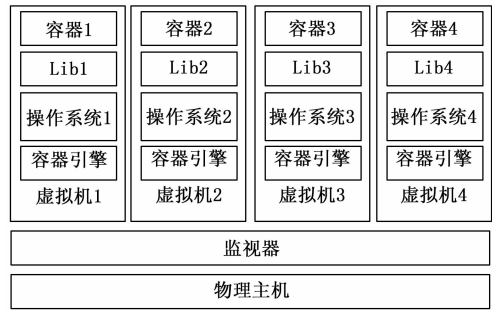 容器1
Lib1
操作系统1
容器引擎
虚拟机1
容器2
Lib2
操作系统2
容器引擎
虚拟机2
容器3
Lib3
操作系统3
容器引擎
虚拟机3
容器4
Lib4
操作系统4
容器引擎
虚拟机4
监视器
物理主机